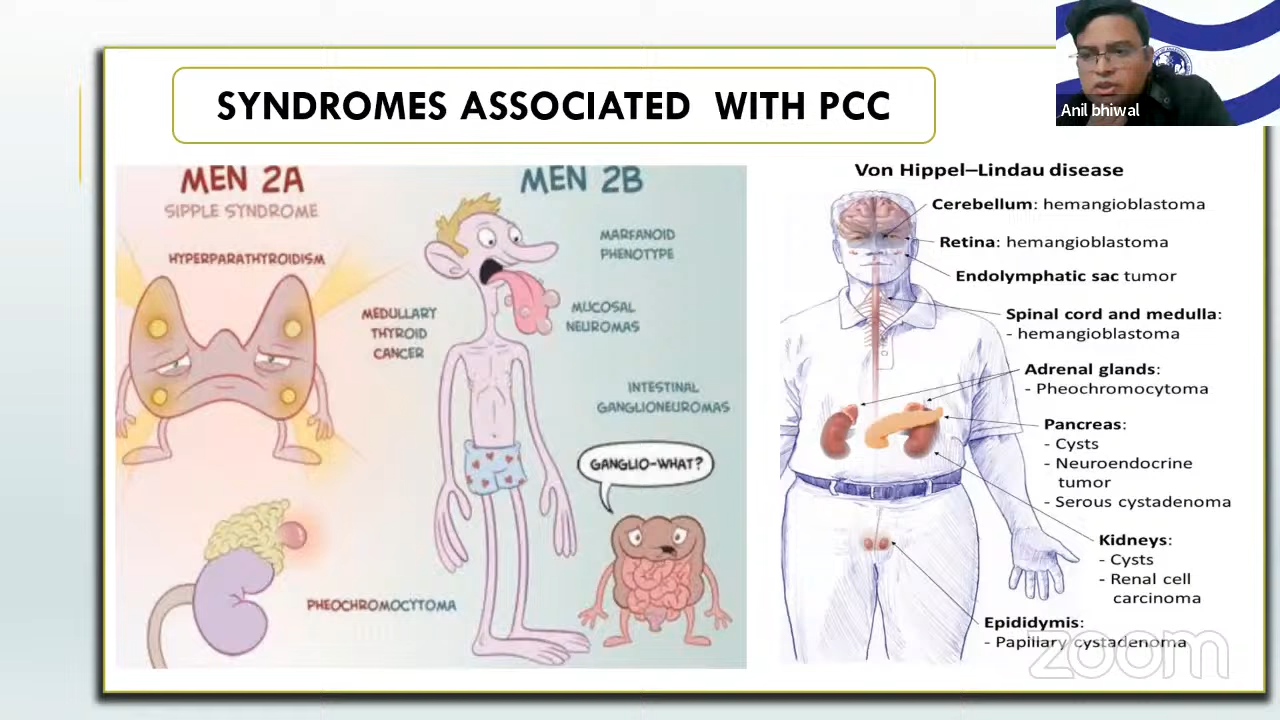 SYNDROMES ASSOCIATED WITH PCC
Anil bhiwal
MEN 2A
SIPPLE SYNDROME
HYPERPARATHYROIDISM
MEDULLARY
THYROID
CANCER
PHEOCHROMOCYTOMA
MEN 2B
MARFANOID
PHENOTYPE
MUCOSAL
NEUROMAS
INTESTINAL
GANGLIONEUROMAS
GANGLIO-WHAT?
Von Hippel–Lindau disease
Cerebellum: hemangioblastoma
Retina: hemangioblastoma
Endolymphatic sac tumor
Spinal cord and medulla:
- hemangioblastoma
Adrenal glands:
- Pheochromocytoma
Pancreas:
- Cysts
- Neuroendocrine
tumor
- Serous cystadenoma
Kidneys:
- Cysts
- Renal cell
carcinoma
Epididymis:
- Papillary cystadenoma
zoom